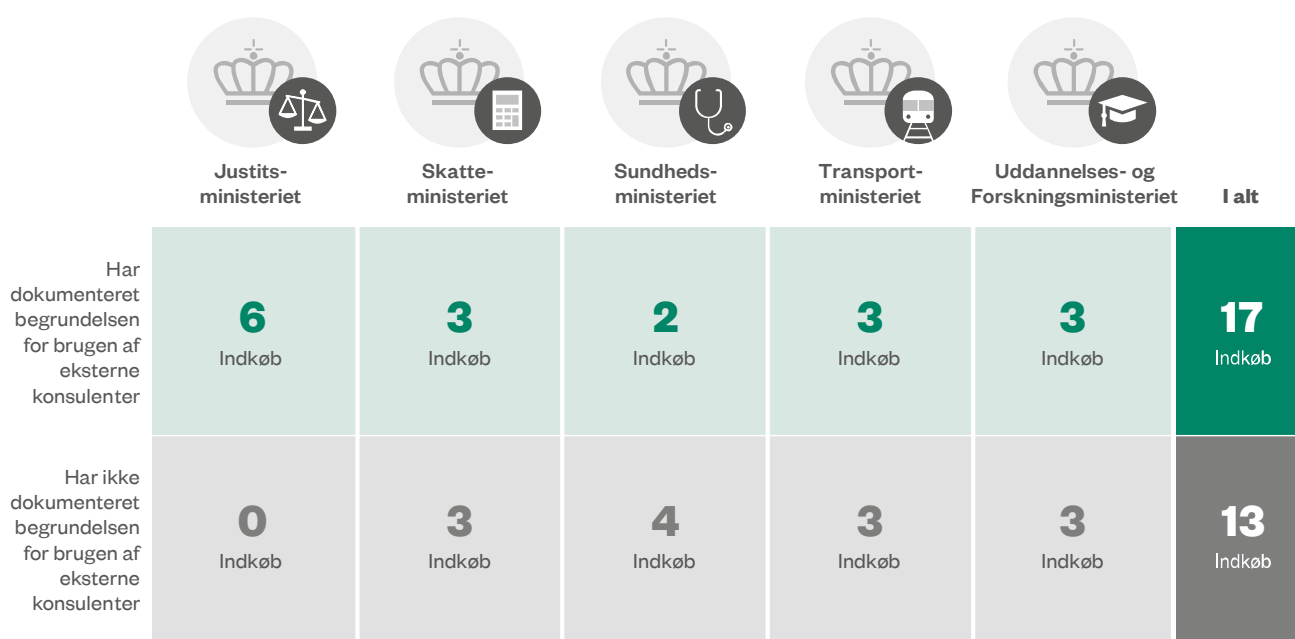 Justits-
ministeriet
Skatte-
ministeriet
Sundheds-
ministeriet
Transport-
ministeriet
Uddannelses- og
Forskningsministeriet
I alt
Har
dokumenteret
begrundelsen
for brugen af
eksterne
konsulenter
6
Indkøb
3
Indkøb
2
Indkøb
3
Indkøb
3
Indkøb
17
Indkøb
Har ikke
dokumenteret
begrundelsen
for brugen af
eksterne
konsulenter
0
Indkøb
3
Indkøb
4
Indkøb
3
Indkøb
3
Indkøb
13
Indkøb